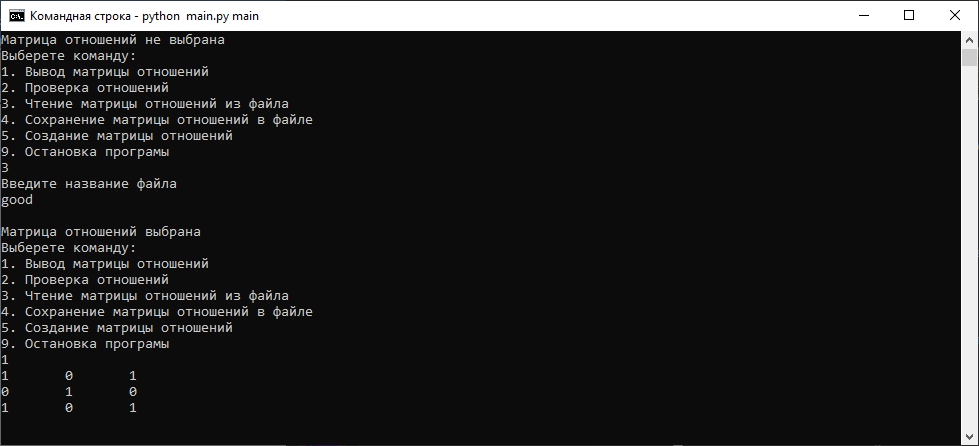 Командная строка - python main.py main
Матрица отношений не выбрана
Выберете команду:
1. Вывод матрицы отношений
2. Проверка отношений
3. Чтение матрицы отношений из файла
4. Сохранение матрицы отношений в файле
5. Создание матрицы отношений
9. Остановка програмы
3
Введите название файла
good
Матрица отношений выбрана
Выберете команду:
1. Вывод матрицы отношений
2. Проверка отношений
3. Чтение матрицы отношений из файла
4. Сохранение матрицы отношений в файле
5. Создание матрицы отношений
9. Остановка програмы
1
1 0 1
0 1 0
1 0 1